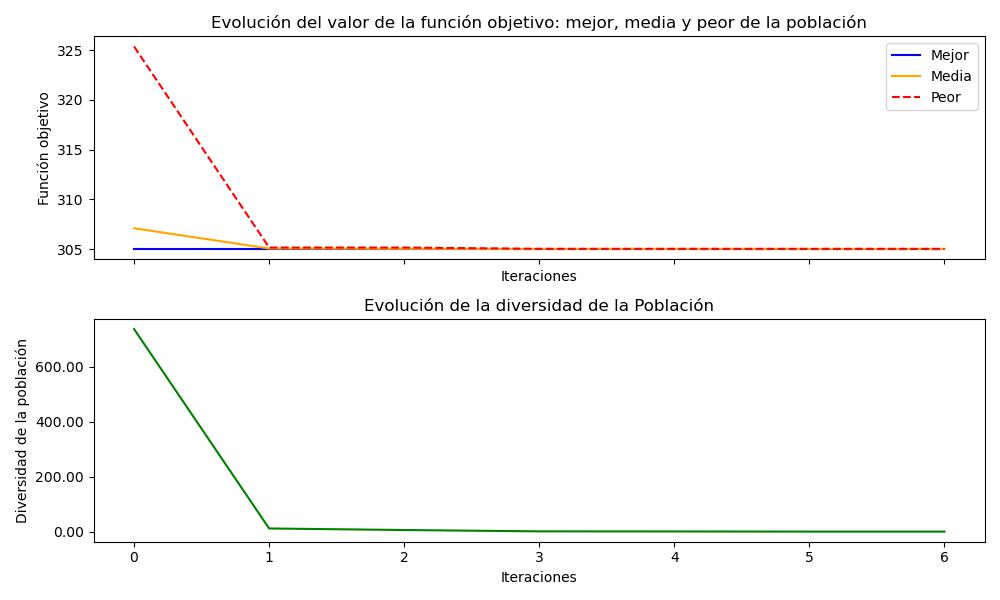 Evolución del valor de la función objetivo: mejor, media y peor de la población
325
320
315
310
305
Función objetivo
Mejor
Media
Peor
Iteraciones
Evolución de la diversidad de la Población
600.00
400.00
200.00
0.00
Diversidad de la población
0 1 2 3 4 5 6
Iteraciones